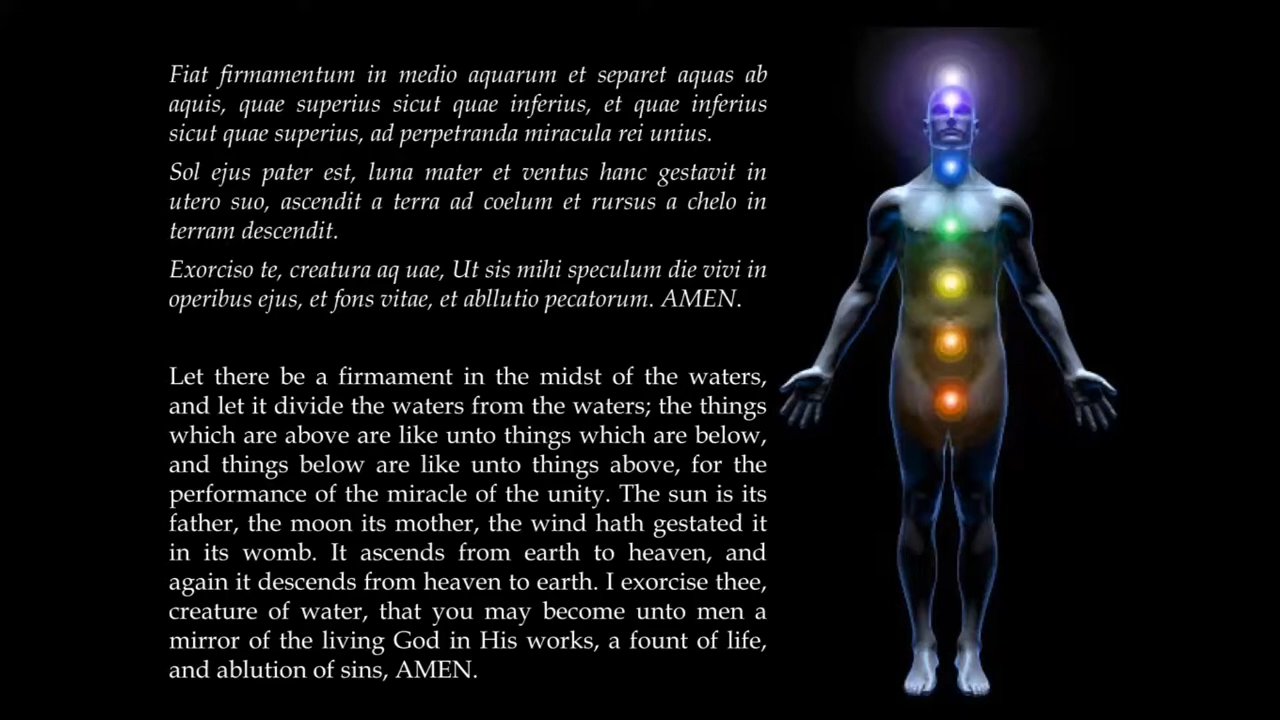 Fiat firmamentum in medio aquarum et separet aquas ab
aquis, quae superius sicut quae inferius, et quae inferius
sicut quae superius, ad perpetranda miracula rei unius.
Sol ejus pater est, luna mater et ventus hanc gestavit in
utero suo, ascendit a terra ad coelum et rursus a chelo in
terram descendit.
Exorciso te, creatura aq uae, Ut sis mihi speculum die vivi in
operibus ejus, et fons vitae, et abllutio pecatorum. AMEN.
Let there be a firmament in the midst of the waters,
and let it divide the waters from the waters; the things
which are above are like unto things which are below,
and things below are like unto things above, for the
performance of the miracle of the unity. The sun is its
father, the moon its mother, the wind hath gestated it
in its womb. It ascends from earth to heaven, and
again it descends from heaven to earth. I exorcise thee,
creature of water, that you may become unto men a
mirror of the living God in His works, a fount of life,
and ablution of sins, AMEN.